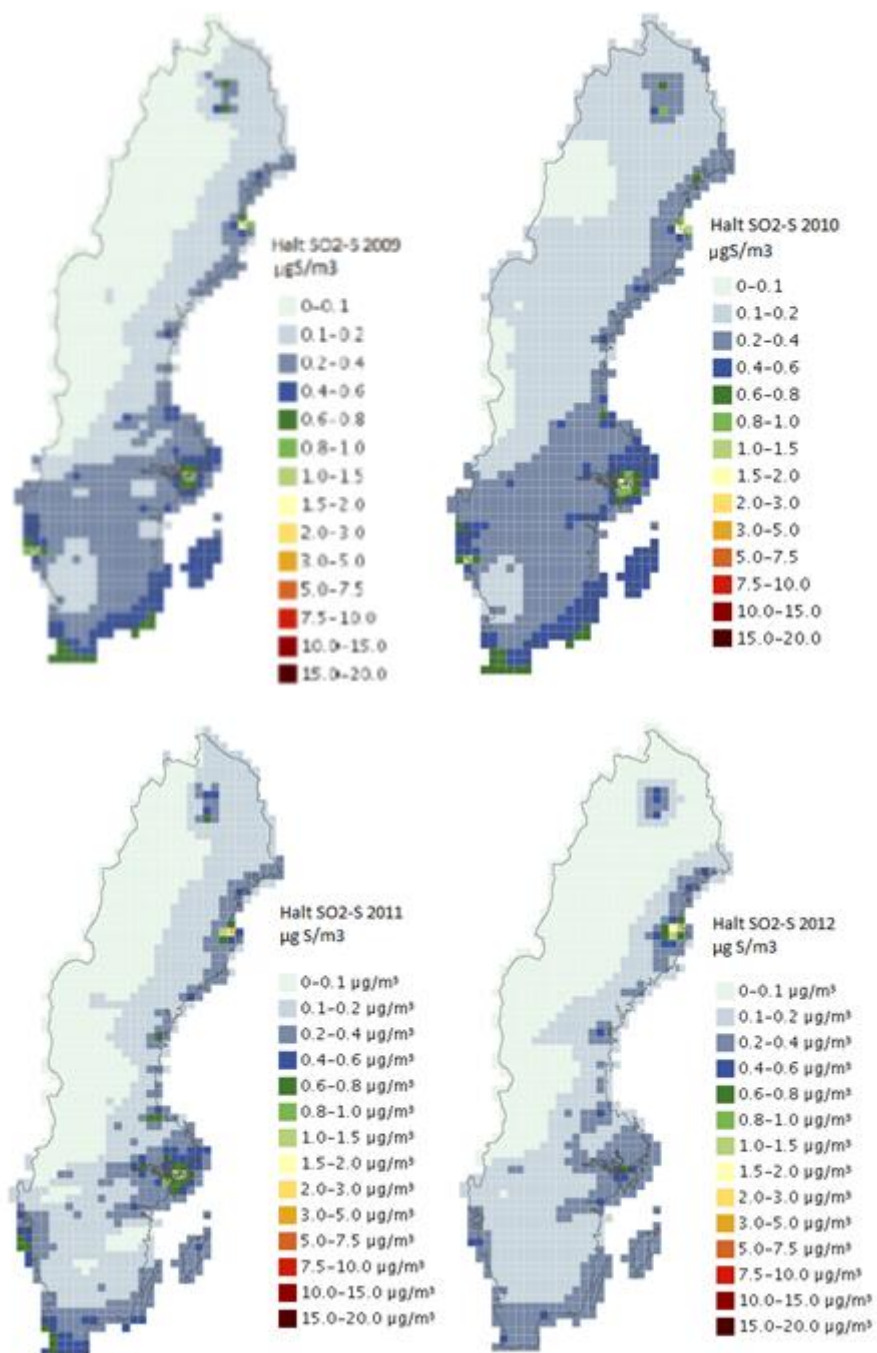 Halt SO2-S 2009
µgS/m3
0–0.1
0.1–0.2
0.2–0.4
0.4–0.6
0.6–0.8
0.8–1.0
1.0–1.5
1.5–2.0
2.0–3.0
3.0–5.0
5.0–7.5
7.5–10.0
10.0–15.0
15.0–20.0
Halt SO2-S 2010
µgS/m3
0–0.1
0.1–0.2
0.2–0.4
0.4–0.6
0.6–0.8
0.8–1.0
1.0–1.5
1.5–2.0
2.0–3.0
3.0–5.0
5.0–7.5
7.5–10.0
10.0–15.0
15.0–20.0
Halt SO2-S 2011
µg S/m3
0–0.1 µg/m³
0.1–0.2 µg/m³
0.2–0.4 µg/m³
0.4–0.6 µg/m³
0.6–0.8 µg/m³
0.8–1.0 µg/m³
1.0–1.5 µg/m³
1.5–2.0 µg/m³
2.0–3.0 µg/m³
3.0–5.0 µg/m³
5.0–7.5 µg/m³
7.5–10.0 µg/m³
10.0–15.0 µg/m³
15.0–20.0 µg/m³
Halt SO2-S 2012
µg S/m3
0–0.1 µg/m³
0.1–0.2 µg/m³
0.2–0.4 µg/m³
0.4–0.6 µg/m³
0.6–0.8 µg/m³
0.8–1.0 µg/m³
1.0–1.5 µg/m³
1.5–2.0 µg/m³
2.0–3.0 µg/m³
3.0–5.0 µg/m³
5.0–7.5 µg/m³
7.5–10.0 µg/m³
10.0–15.0 µg/m³
15.0–20.0 µg/m³